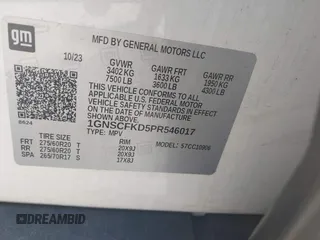 gm
MFD BY GENERAL MOTORS LLC
10/23
GVWR GAWR FRT GAWR RR
3402 KG 1633 KG 1950 KG
7500 LB 3600 LB 4300 LB
THIS VEHICLE CONFORMS TO ALL
APPLICABLE U.S. FEDERAL
MOTOR VEHICLE SAFETY AND
THEFT PREVENTION STANDARDS
IN EFFECT ON THE DATE OF
MANUFACTURE SHOWN ABOVE.
1GNSCFKD5PR546017
TYPE: MPV MODEL:
TIRE SIZE RIM
FRT 275/60R20 T 20X9J
RR 275/60R20 T 20X9J
SPA 265/70R17 S 17X8J
DREAMBID